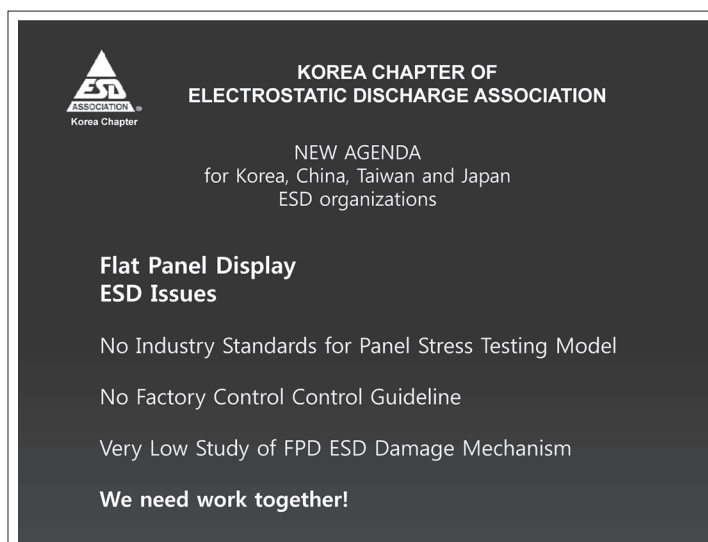 ESD
ASSOCIATION ®
Korea Chapter
KOREA CHAPTER OF
ELECTROSTATIC DISCHARGE ASSOCIATION
NEW AGENDA
for Korea, China, Taiwan and Japan
ESD organizations
Flat Panel Display
ESD Issues
No Industry Standards for Panel Stress Testing Model
No Factory Control Control Guideline
Very Low Study of FPD ESD Damage Mechanism
We need work together!